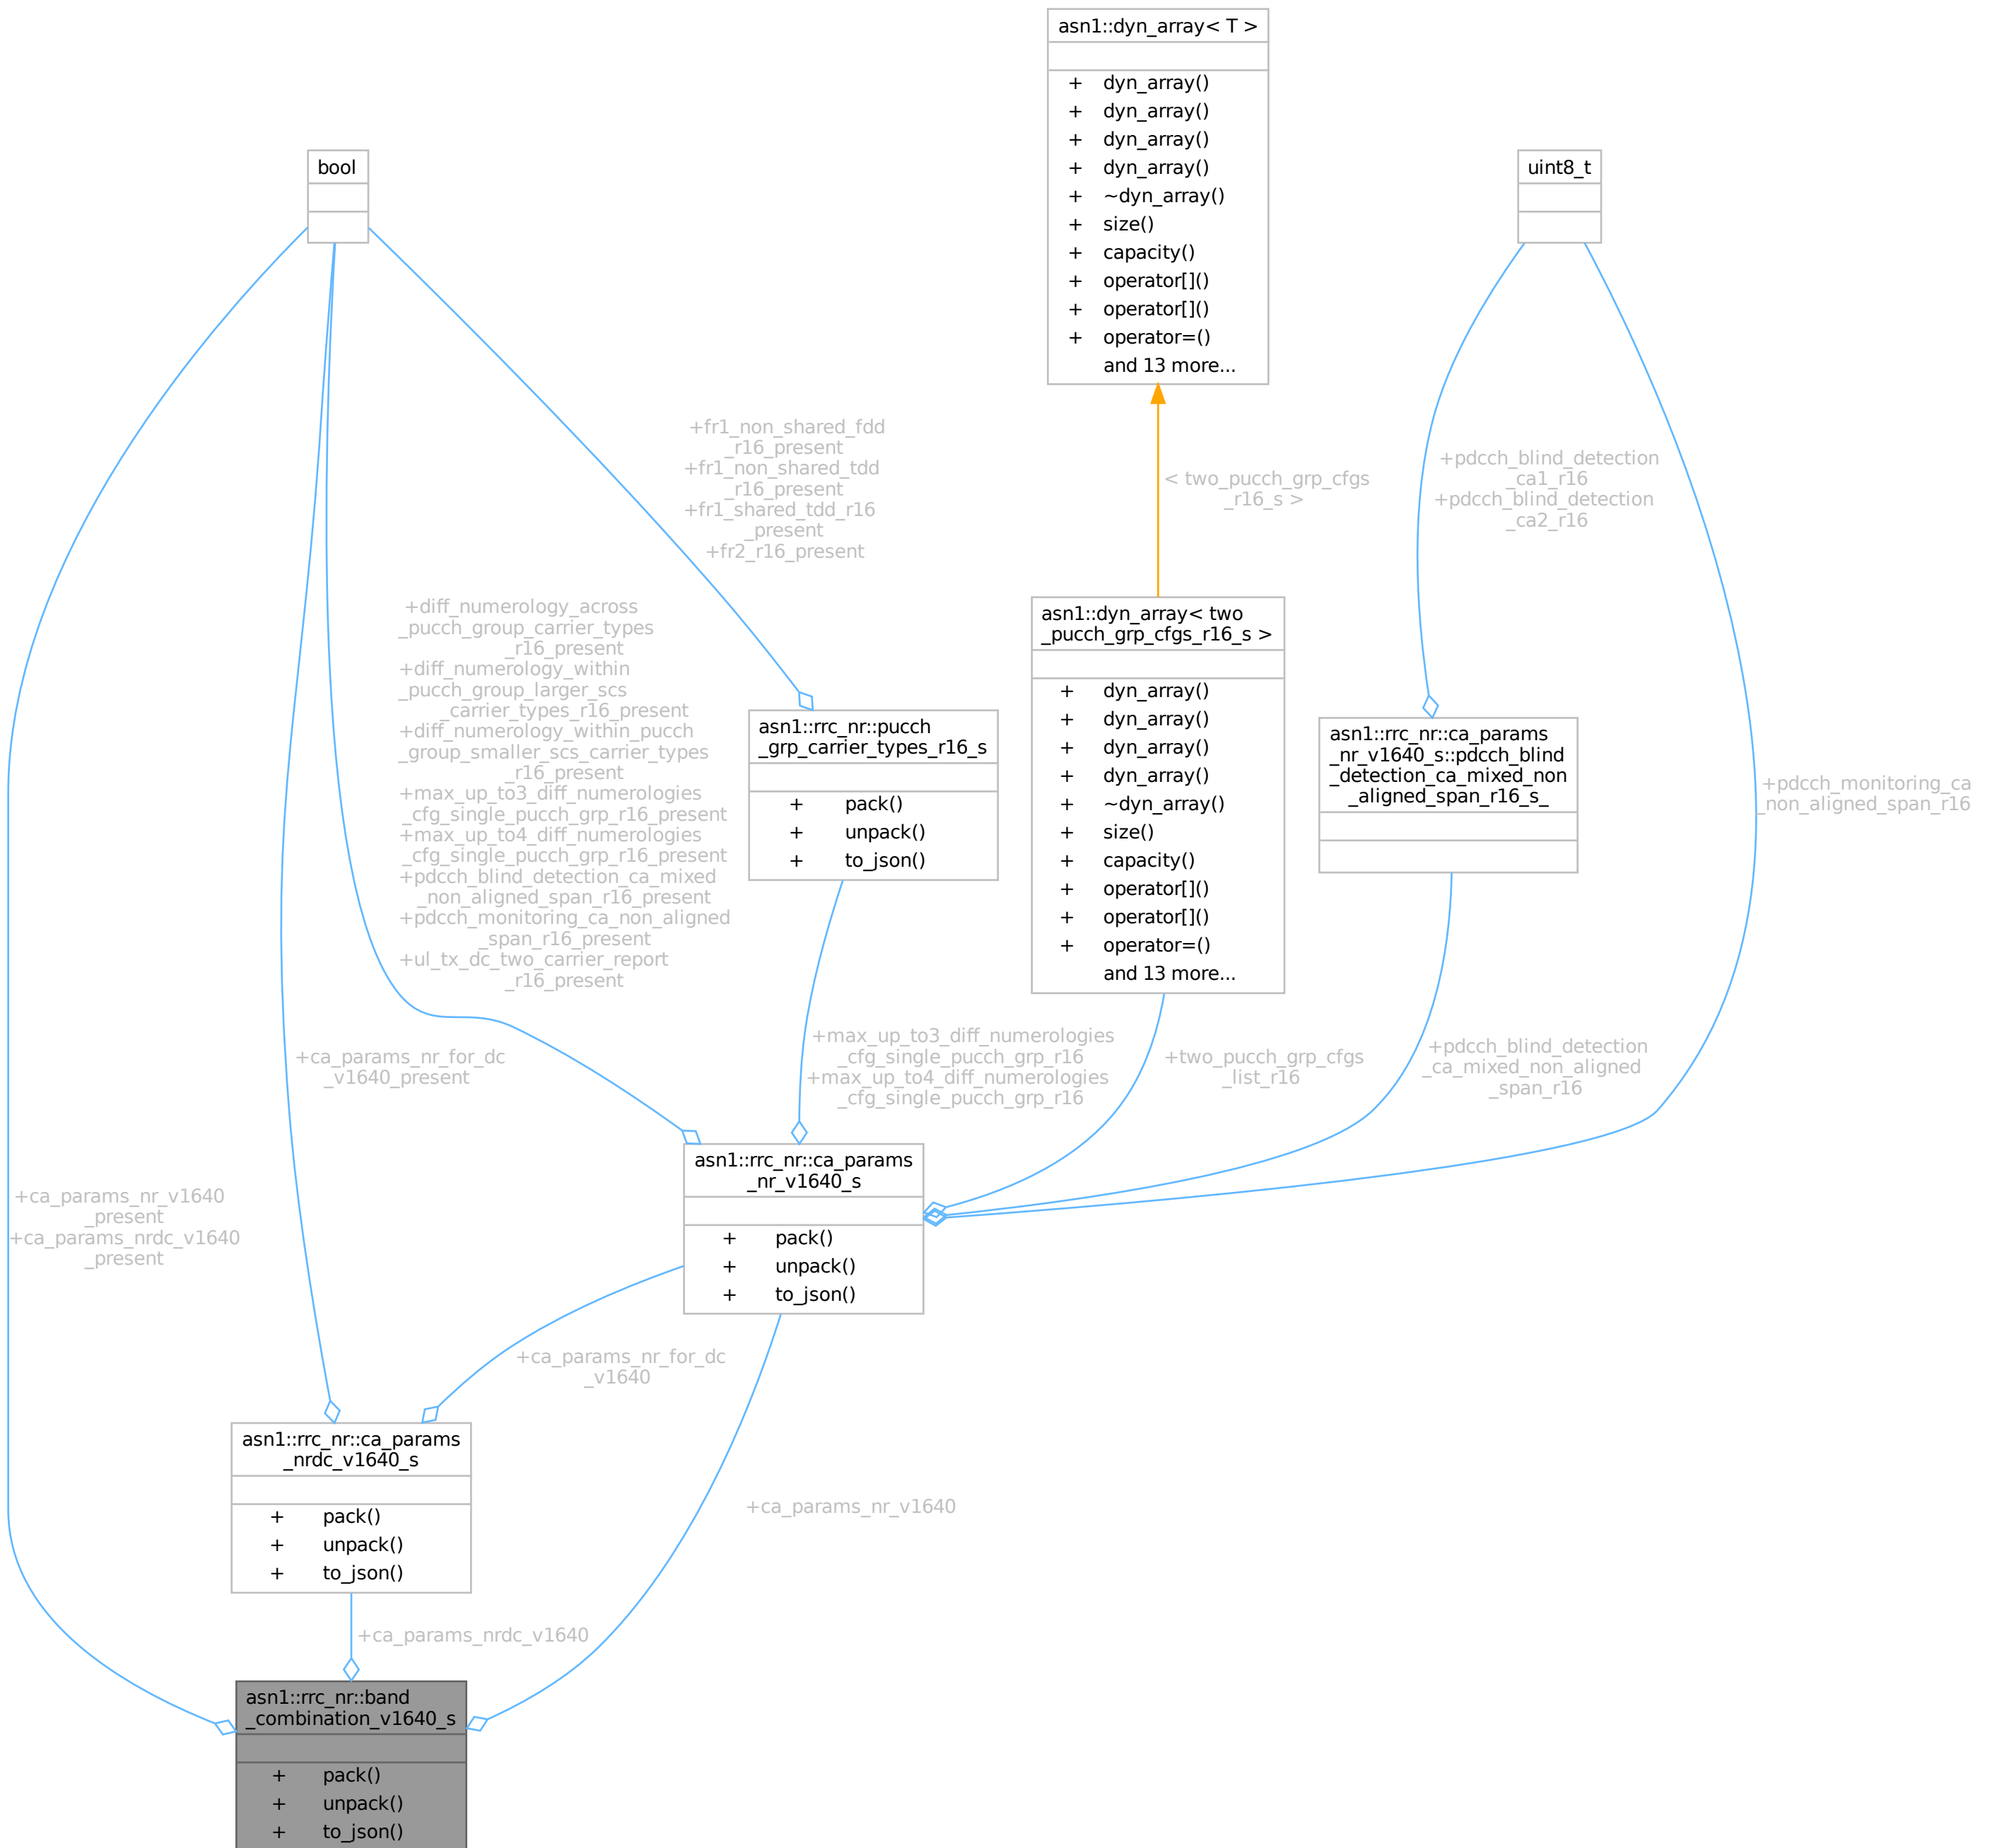 asn1::dyn_array< T >
+ dyn_array()
+ dyn_array()
+ dyn_array()
+ dyn_array()
+ ~dyn_array()
+ size()
+ capacity()
+ operator[]()
+ operator[]()
+ operator=()
and 13 more...
bool
uint8_t
+fr1_non_shared_fdd
_r16_present
+fr1_non_shared_tdd
_r16_present
+fr1_shared_tdd_r16
_present
+fr2_r16_present
< two_pucch_grp_cfgs
_r16_s >
+pdcch_blind_detection
_ca1_r16
+pdcch_blind_detection
_ca2_r16
+diff_numerology_across
_pucch_group_carrier_types
_r16_present
+diff_numerology_within
_pucch_group_larger_scs
_carrier_types_r16_present
+diff_numerology_within_pucch
_group_smaller_scs_carrier_types
_r16_present
+max_up_to3_diff_numerologies
_cfg_single_pucch_grp_r16_present
+max_up_to4_diff_numerologies
_cfg_single_pucch_grp_r16_present
+pdcch_blind_detection_ca_mixed
_non_aligned_span_r16_present
+pdcch_monitoring_ca_non_aligned
_span_r16_present
+ul_tx_dc_two_carrier_report
_r16_present
asn1::rrc_nr::pucch
_grp_carrier_types_r16_s
+ pack()
+ unpack()
+ to_json()
asn1::dyn_array< two
_pucch_grp_cfgs_r16_s >
+ dyn_array()
+ dyn_array()
+ dyn_array()
+ dyn_array()
+ ~dyn_array()
+ size()
+ capacity()
+ operator[]()
+ operator[]()
+ operator=()
and 13 more...
asn1::rrc_nr::ca_params
_nr_v1640_s::pdcch_blind
_detection_ca_mixed_non
_aligned_span_r16_s_
+pdcch_monitoring_ca
_non_aligned_span_r16
+ca_params_nr_for_dc
_v1640_present
+max_up_to3_diff_numerologies
_cfg_single_pucch_grp_r16
+max_up_to4_diff_numerologies
_cfg_single_pucch_grp_r16
+two_pucch_grp_cfgs
_list_r16
+pdcch_blind_detection
_ca_mixed_non_aligned
_span_r16
asn1::rrc_nr::ca_params
_nr_v1640_s
+ pack()
+ unpack()
+ to_json()
+ca_params_nr_v1640
_present
+ca_params_nrdc_v1640
_present
+ca_params_nr_for_dc
_v1640
asn1::rrc_nr::ca_params
_nrdc_v1640_s
+ pack()
+ unpack()
+ to_json()
+ca_params_nr_v1640
+ca_params_nrdc_v1640
asn1::rrc_nr::band
_combination_v1640_s
+ pack()
+ unpack()
+ to_json()